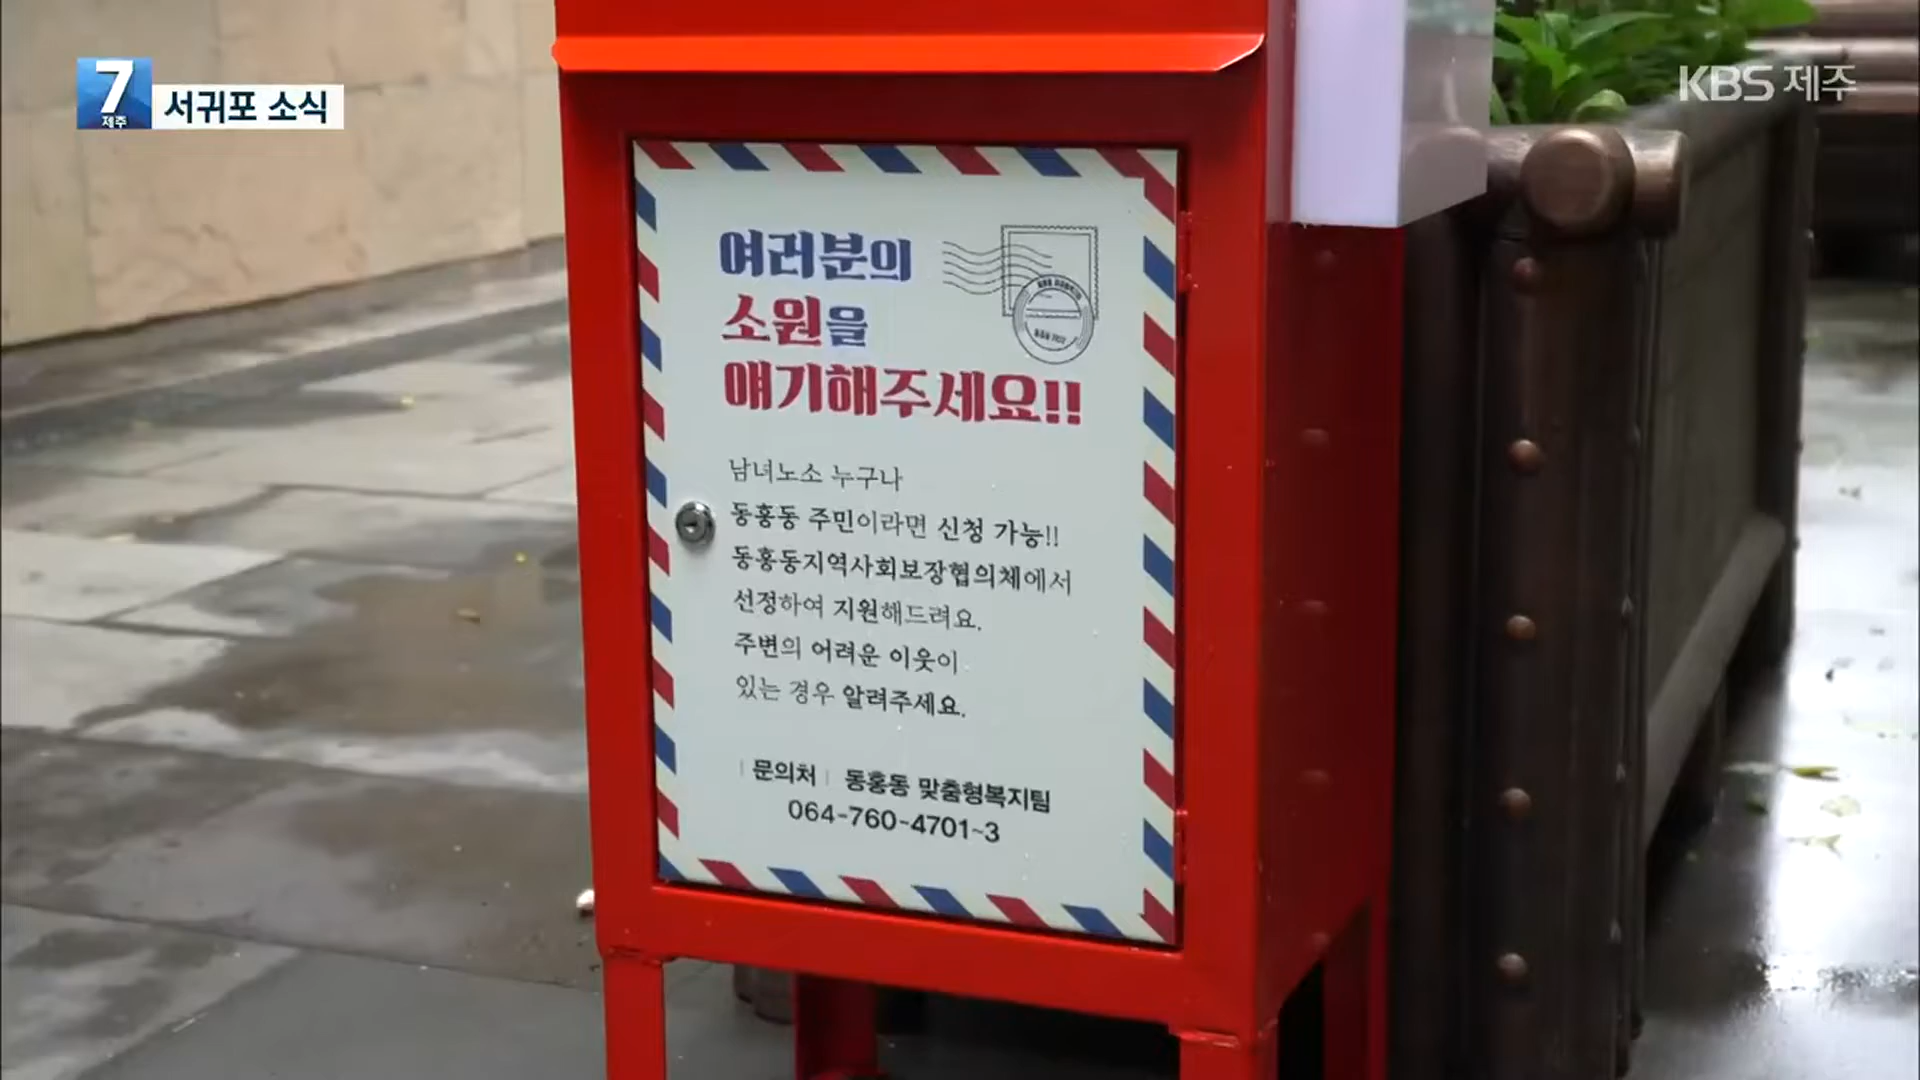 7
제주
서귀포 소식
KBS 제주
여러분의
소원을
얘기해주세요!!
남녀노소 누구나
동홍동 주민이라면 신청 가능!!
동홍동지역사회보장협의체에서
선정하여 지원해드려요.
주변의 어려운 이웃이
있는 경우 알려주세요.
| 문의처 | 동홍동 맞춤형복지팀
064-760-4701~3